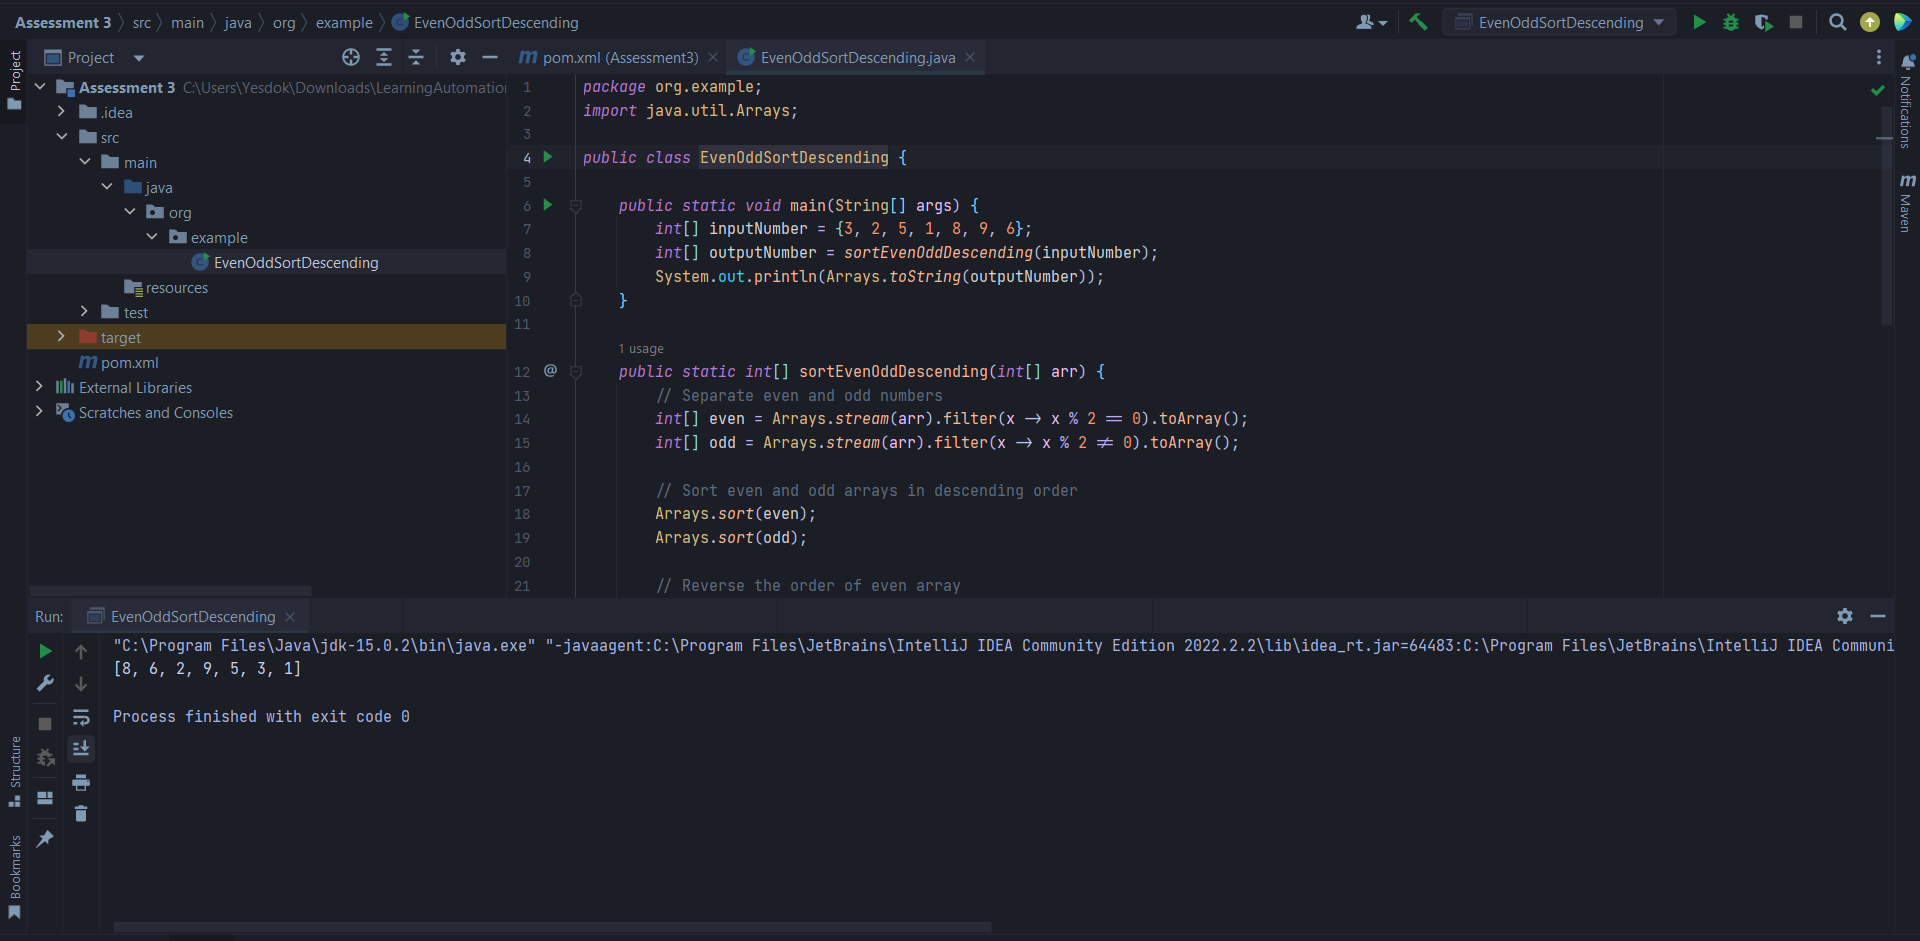 Assessment 3 src main java org example EvenOddSortDescending
EvenOddSortDescending
Project
pom.xml (Assessment3)
EvenOddSortDescending.java
Project
Assessment 3 C:\Users\Yesdok\Downloads\LearningAutomation
.idea
src
main
java
org
example
EvenOddSortDescending
resources
test
target
pom.xml
External Libraries
Scratches and Consoles
1 package org.example;
2 import java.util.Arrays;
3
4 public class EvenOddSortDescending {
5
6 public static void main(String[] args) {
7 int[] inputNumber = {3, 2, 5, 1, 8, 9, 6};
8 int[] outputNumber = sortEvenOddDescending(inputNumber);
9 System.out.println(Arrays.toString(outputNumber));
10 }
11
1 usage
12 @ public static int[] sortEvenOddDescending(int[] arr) {
13 // Separate even and odd numbers
14 int[] even = Arrays.stream(arr).filter(x -> x % 2 == 0).toArray();
15 int[] odd = Arrays.stream(arr).filter(x -> x % 2 != 0).toArray();
16
17 // Sort even and odd arrays in descending order
18 Arrays.sort(even);
19 Arrays.sort(odd);
20
21 // Reverse the order of even array
Notifications
Maven
Run: EvenOddSortDescending
"C:\Program Files\Java\jdk-15.0.2\bin\java.exe" "-javaagent:C:\Program Files\JetBrains\IntelliJ IDEA Community Edition 2022.2.2\lib\idea_rt.jar=64483:C:\Program Files\JetBrains\IntelliJ IDEA Communi
[8, 6, 2, 9, 5, 3, 1]
Process finished with exit code 0
Structure
Bookmarks